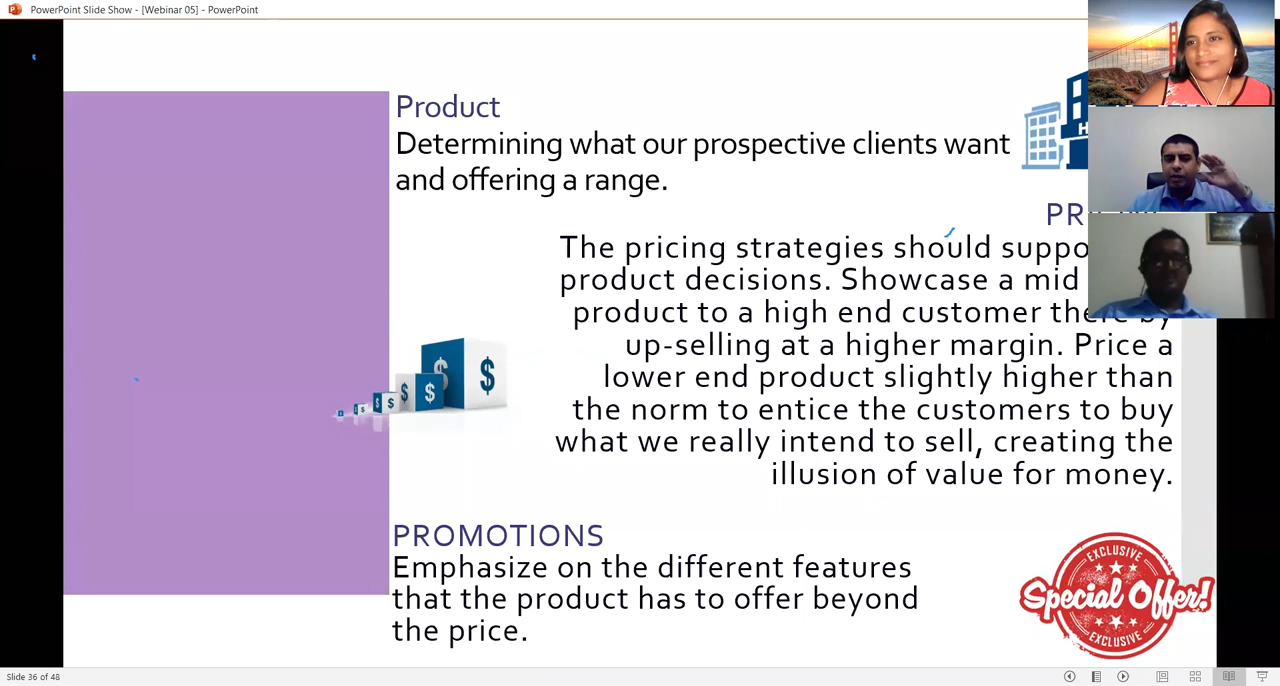 PowerPoint Slide Show - [Webinar 05] - PowerPoint
Product
Determining what our prospective clients want
and offering a range.
The pricing strategies should
product decisions. Showcase a mid
product to a high end customer there by
up-selling at a higher margin. Price a
lower end product slightly higher than
the norm to entice the customers to buy
what we really intend to sell, creating the
illusion of value for money.
$ $ $ $ $ $
PROMOTIONS
Emphasize on the different features
that the product has to offer beyond
the price.
EXCLUSIVE
Special Offer!
EXCLUSIVE
Slide 36 of 48